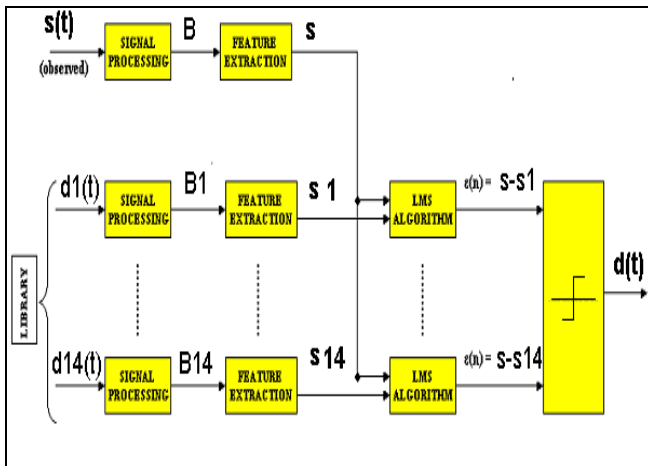 s(t)
(observed)
SIGNAL
PROCESSING
B
FEATURE
EXTRACTION
s
LIBRARY
d1(t)
SIGNAL
PROCESSING
B1
FEATURE
EXTRACTION
s 1
LMS
ALGORITHM
ε(n) = s-s1
d(t)
d14(t)
SIGNAL
PROCESSING
B14
FEATURE
EXTRACTION
s 14
LMS
ALGORITHM
ε(n) = s-s14